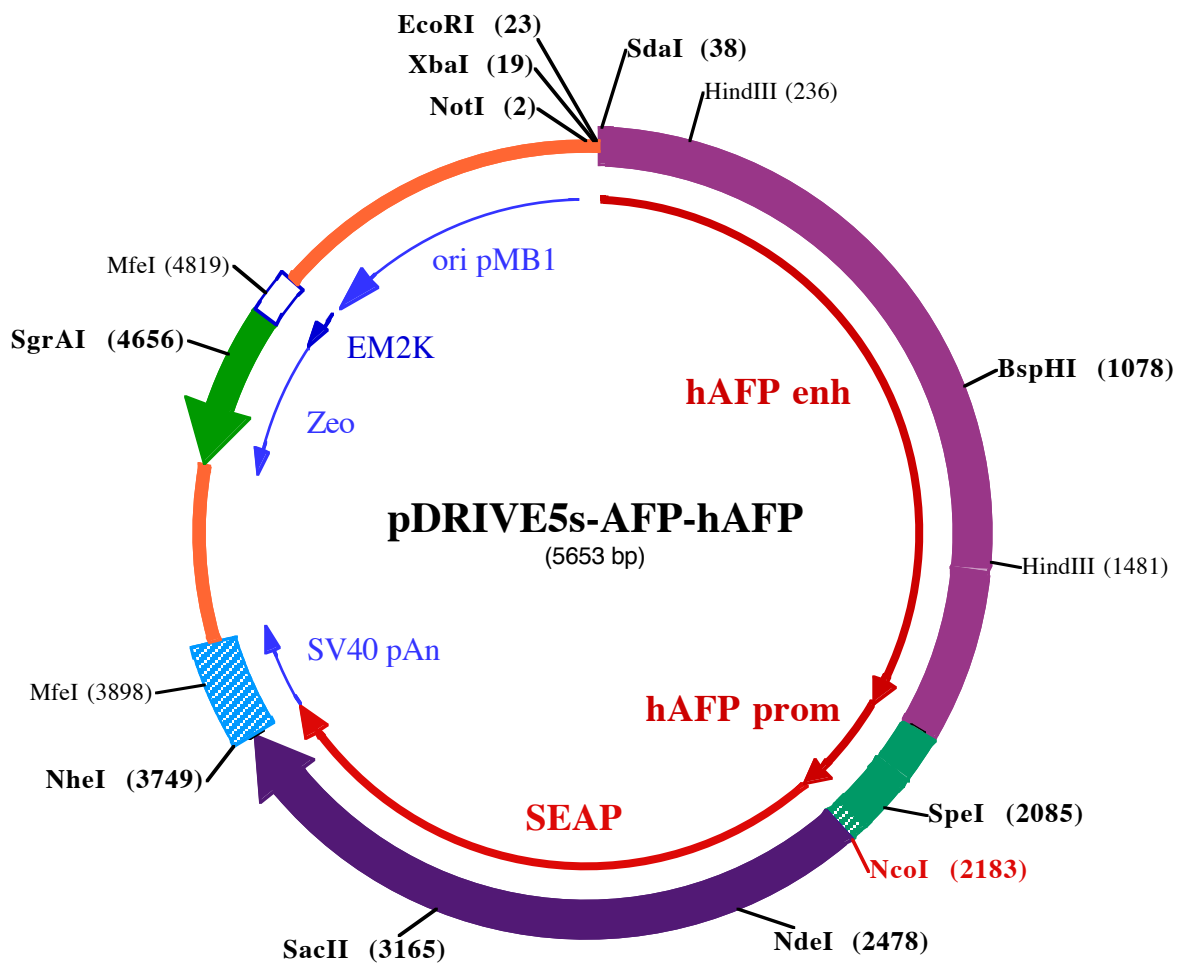 EcoRI (23)
XbaI (19)
NotI (2)
SdaI (38)
HindIII (236)
MfeI (4819)
ori pMB1
SgrAI (4656)
EM2K
BspHI (1078)
hAFP enh
Zeo
pDRIVE5s-AFP-hAFP
(5653 bp)
HindIII (1481)
SV40 pAn
MfeI (3898)
hAFP prom
NheI (3749)
SEAP
SpeI (2085)
NcoI (2183)
SacII (3165)
NdeI (2478)